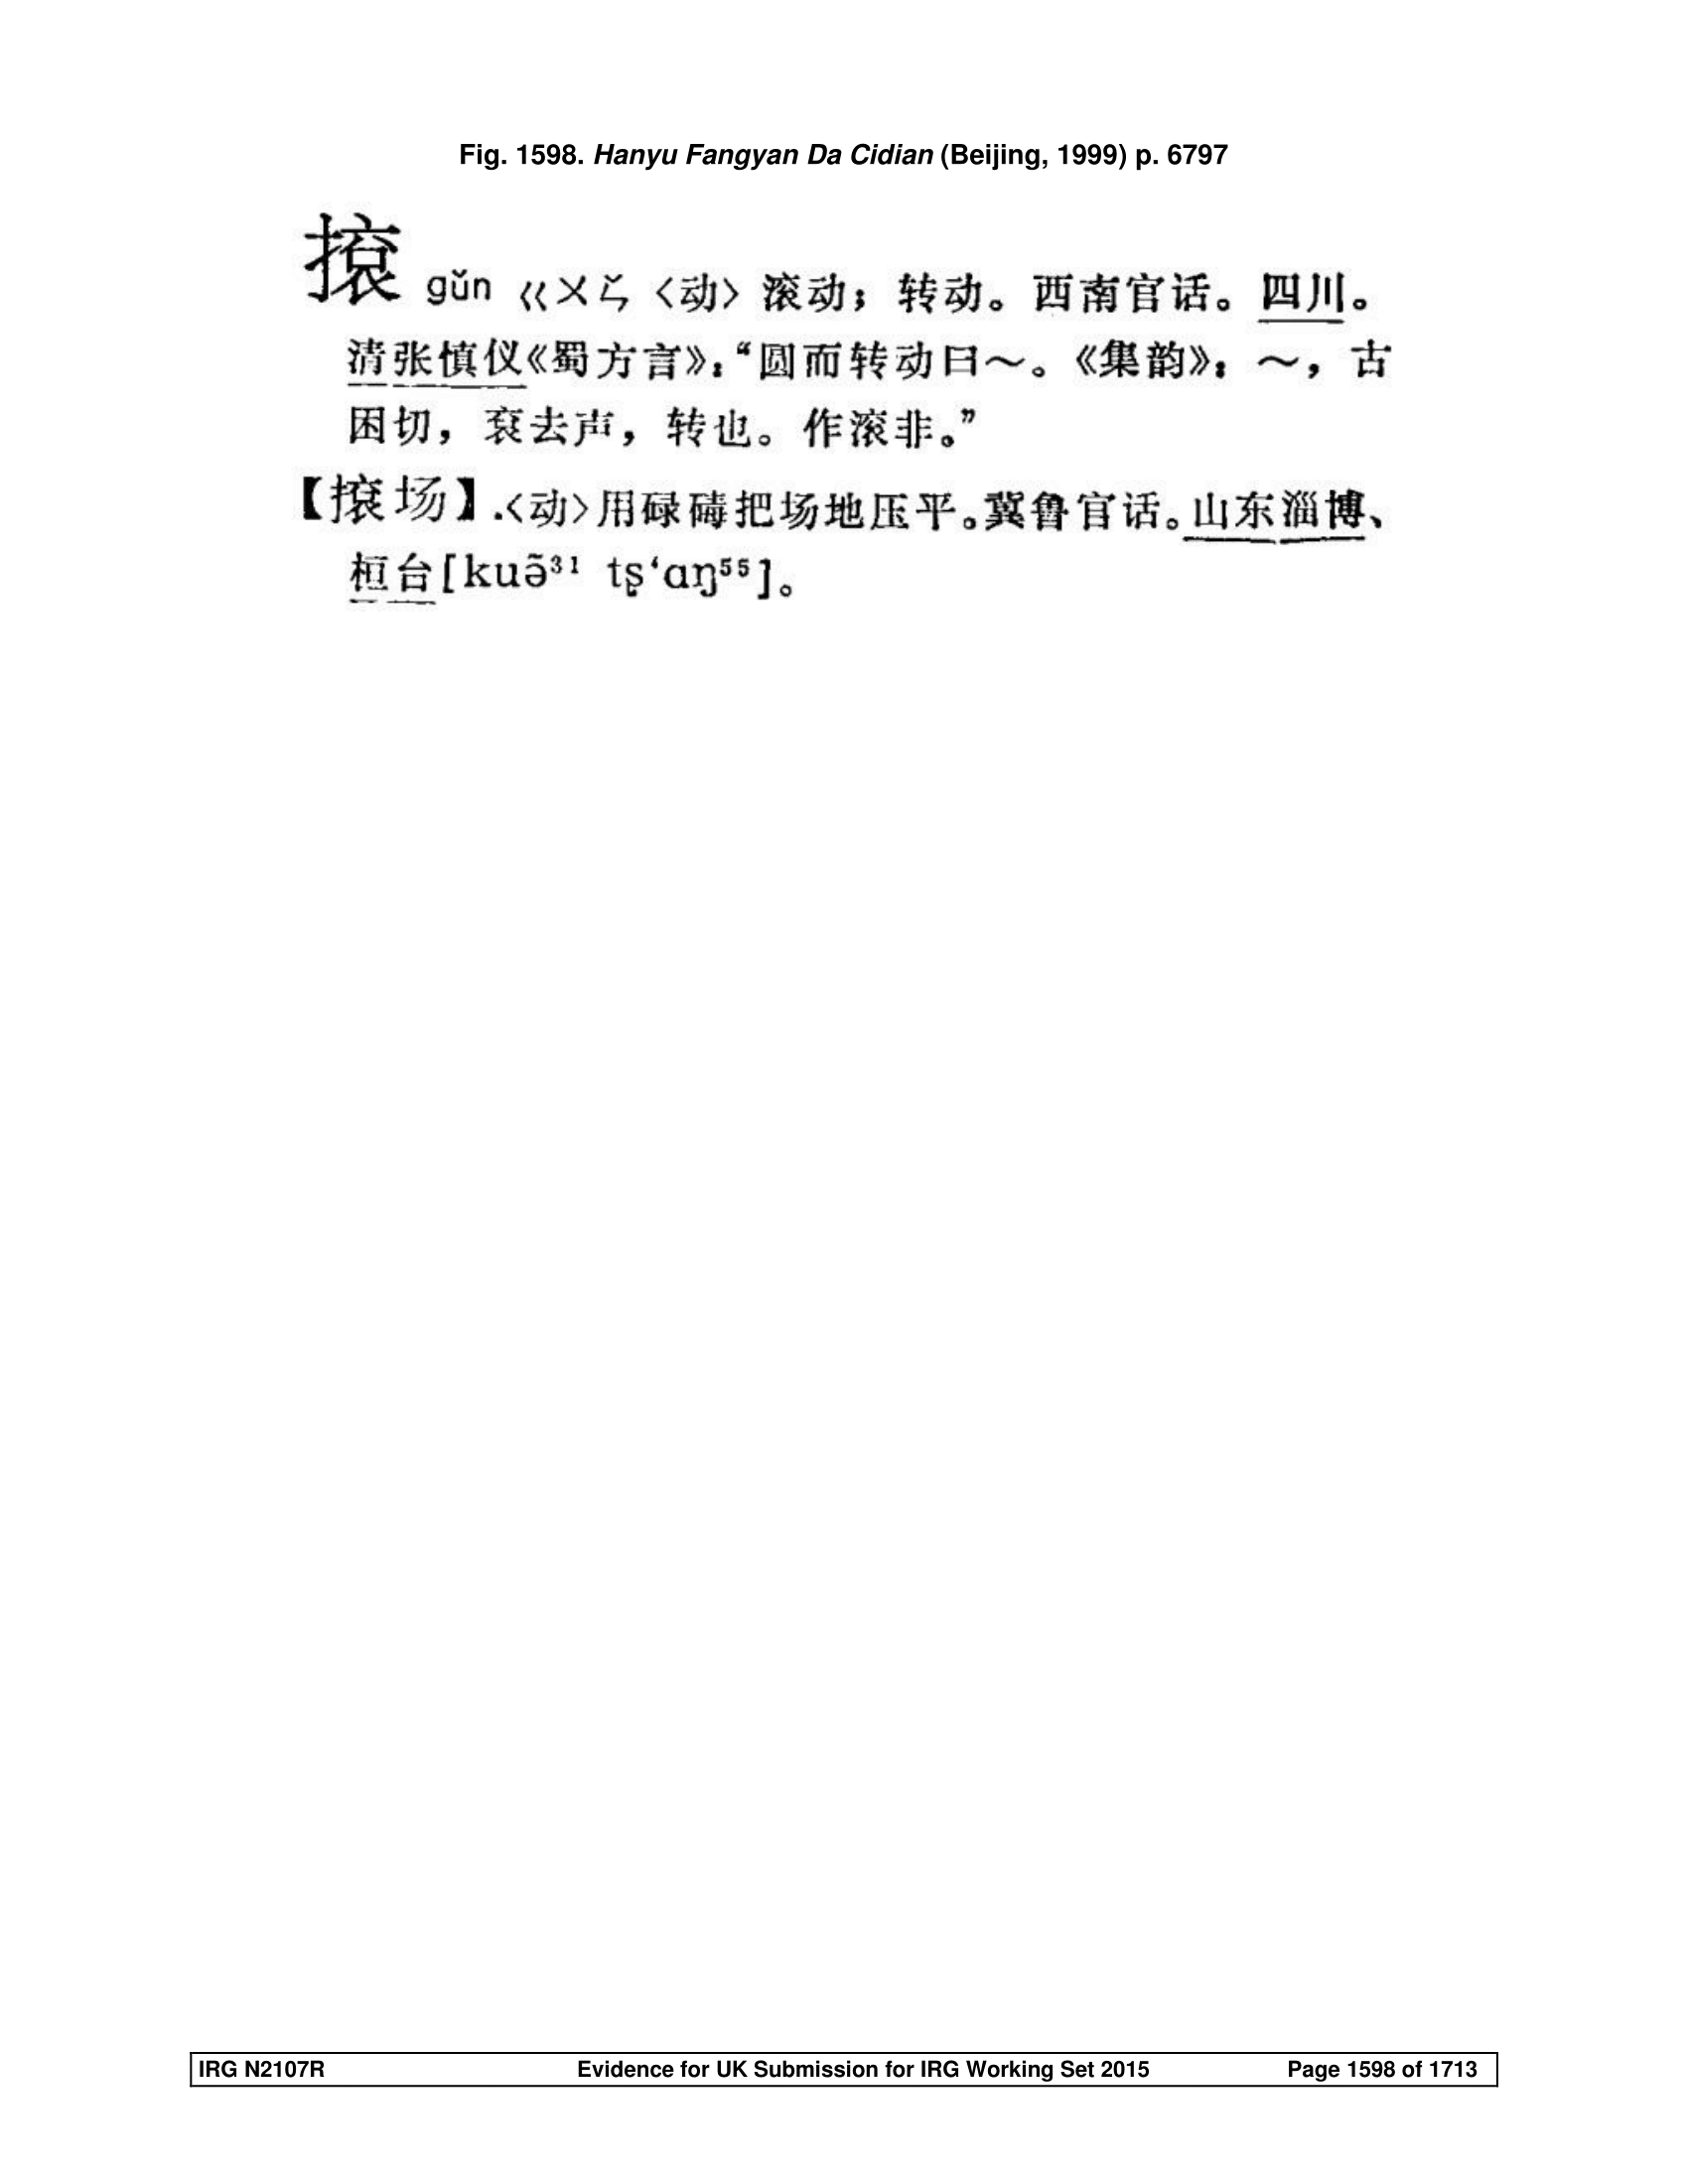 Fig. 1598. Hanyu Fangyan Da Cidian (Beijing, 1999) p. 6797
㨰 gǔn ㄍㄨㄣˇ 〈动〉 滚动；转动。西南官话。四川。
清张慎仪《蜀方言》：“圆而转动曰～。《集韵》：～，古
困切，衮去声，转也。作滚非。”
【㨰场】.〈动〉用碌碡把场地压平。冀鲁官话。山东淄博、
桓台[kuə̃³¹ tʂʻɑŋ⁵⁵]。
IRG N2107R Evidence for UK Submission for IRG Working Set 2015 Page 1598 of 1713